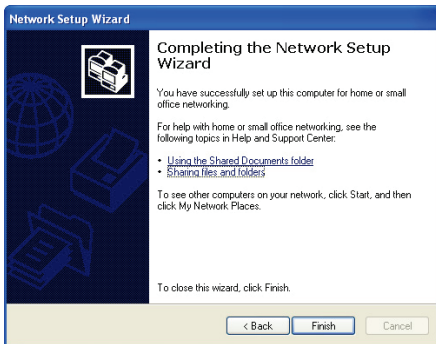 Network Setup Wizard
Completing the Network Setup
Wizard
You have successfully set up this computer for home or small
office networking.
For help with home or small office networking, see the
following topics in Help and Support Center:
• Using the Shared Documents folder
• Sharing files and folders
To see other computers on your network, click Start, and then
click My Network Places.
To close this wizard, click Finish.
< Back Finish Cancel